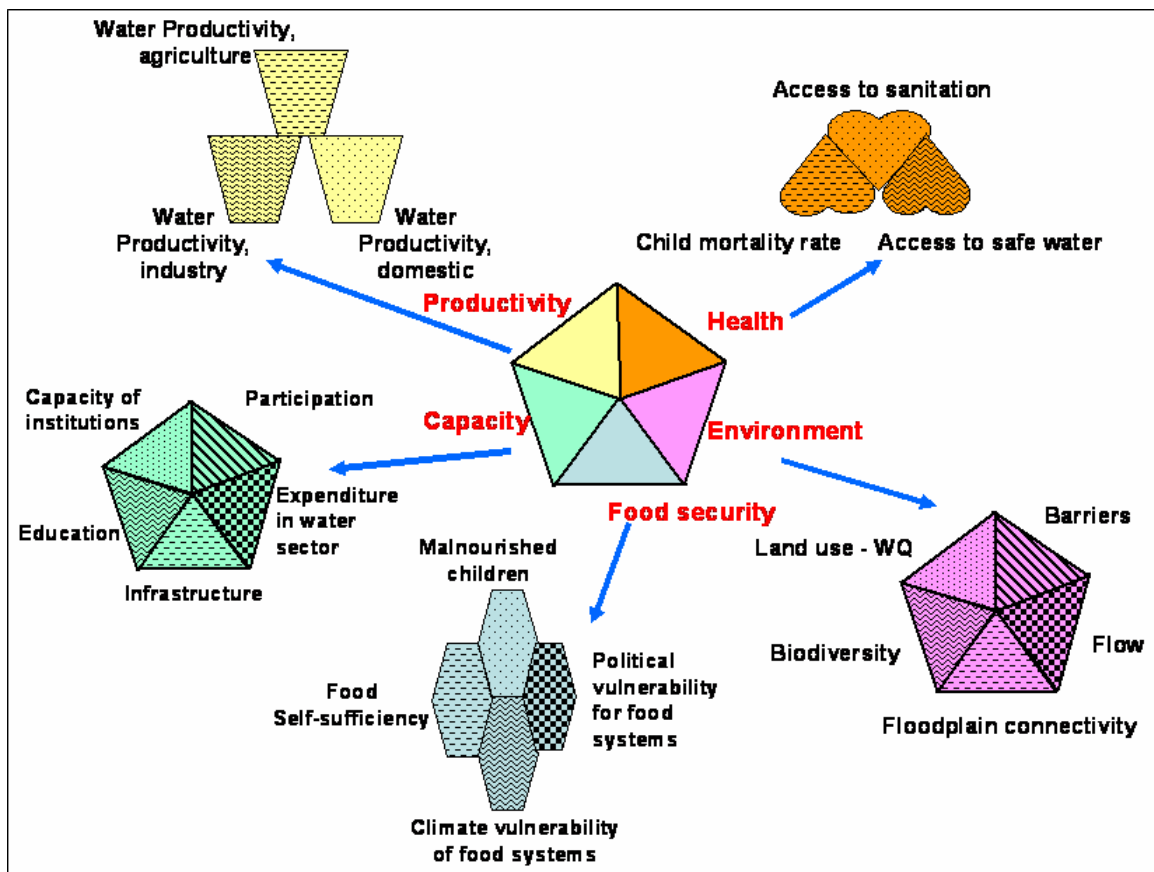 Water Productivity,
agriculture
Water
Productivity,
industry
Water
Productivity,
domestic
Access to sanitation
Child mortality rate
Access to safe water
Productivity
Health
Capacity
Environment
Food security
Capacity of
institutions
Participation
Education
Expenditure
in water
sector
Infrastructure
Malnourished
children
Food
Self-sufficiency
Political
vulnerability
for food
systems
Climate vulnerability
of food systems
Land use - WQ
Barriers
Biodiversity
Flow
Floodplain connectivity